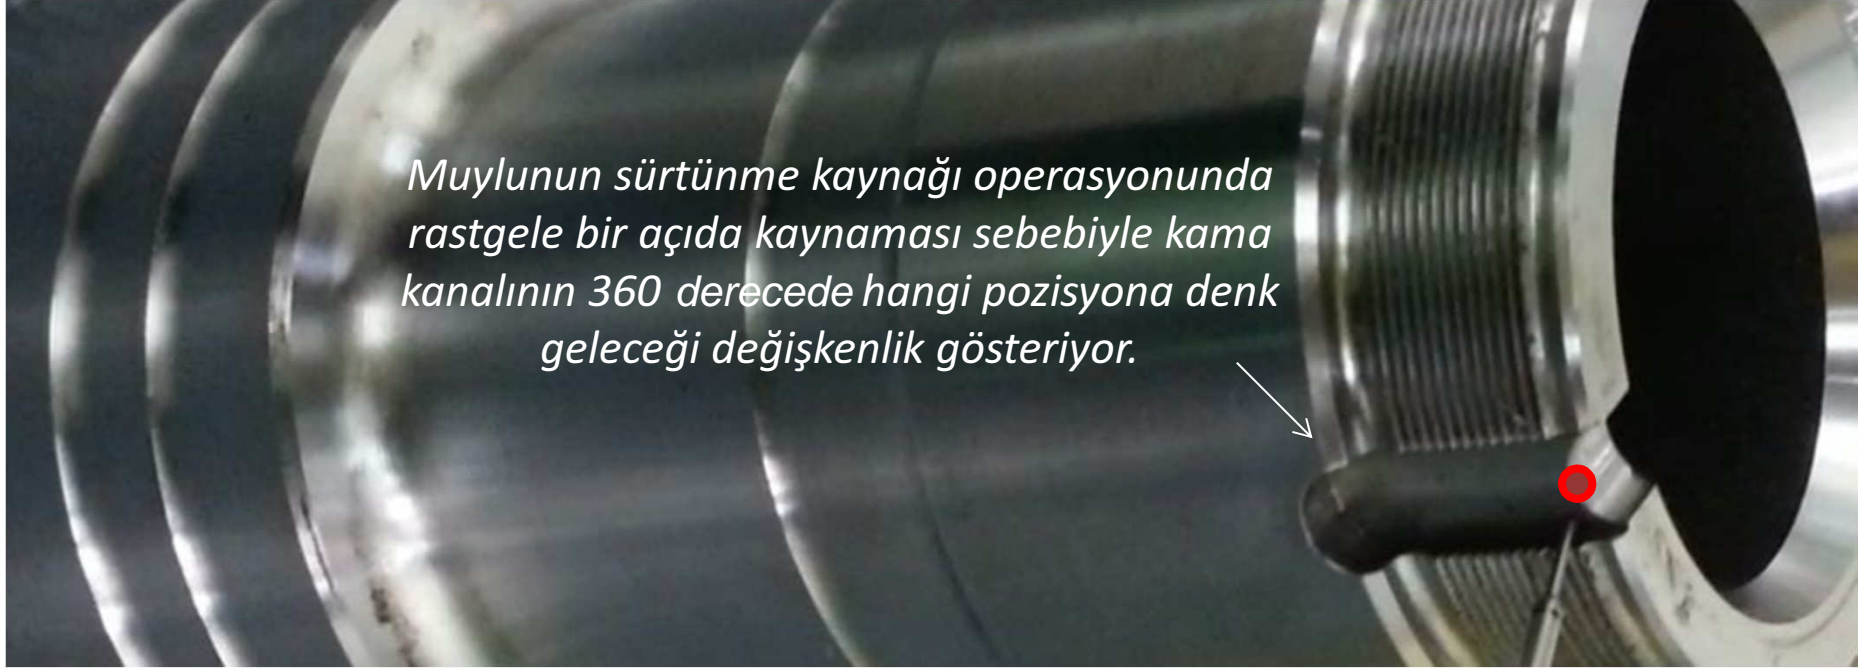 Muylunun sürtünme kaynağı operasyonunda
rastgele bir açıda kaynaması sebebiyle kama
kanalının 360 derecede hangi pozisyona denk
geleceği değişkenlik gösteriyor.